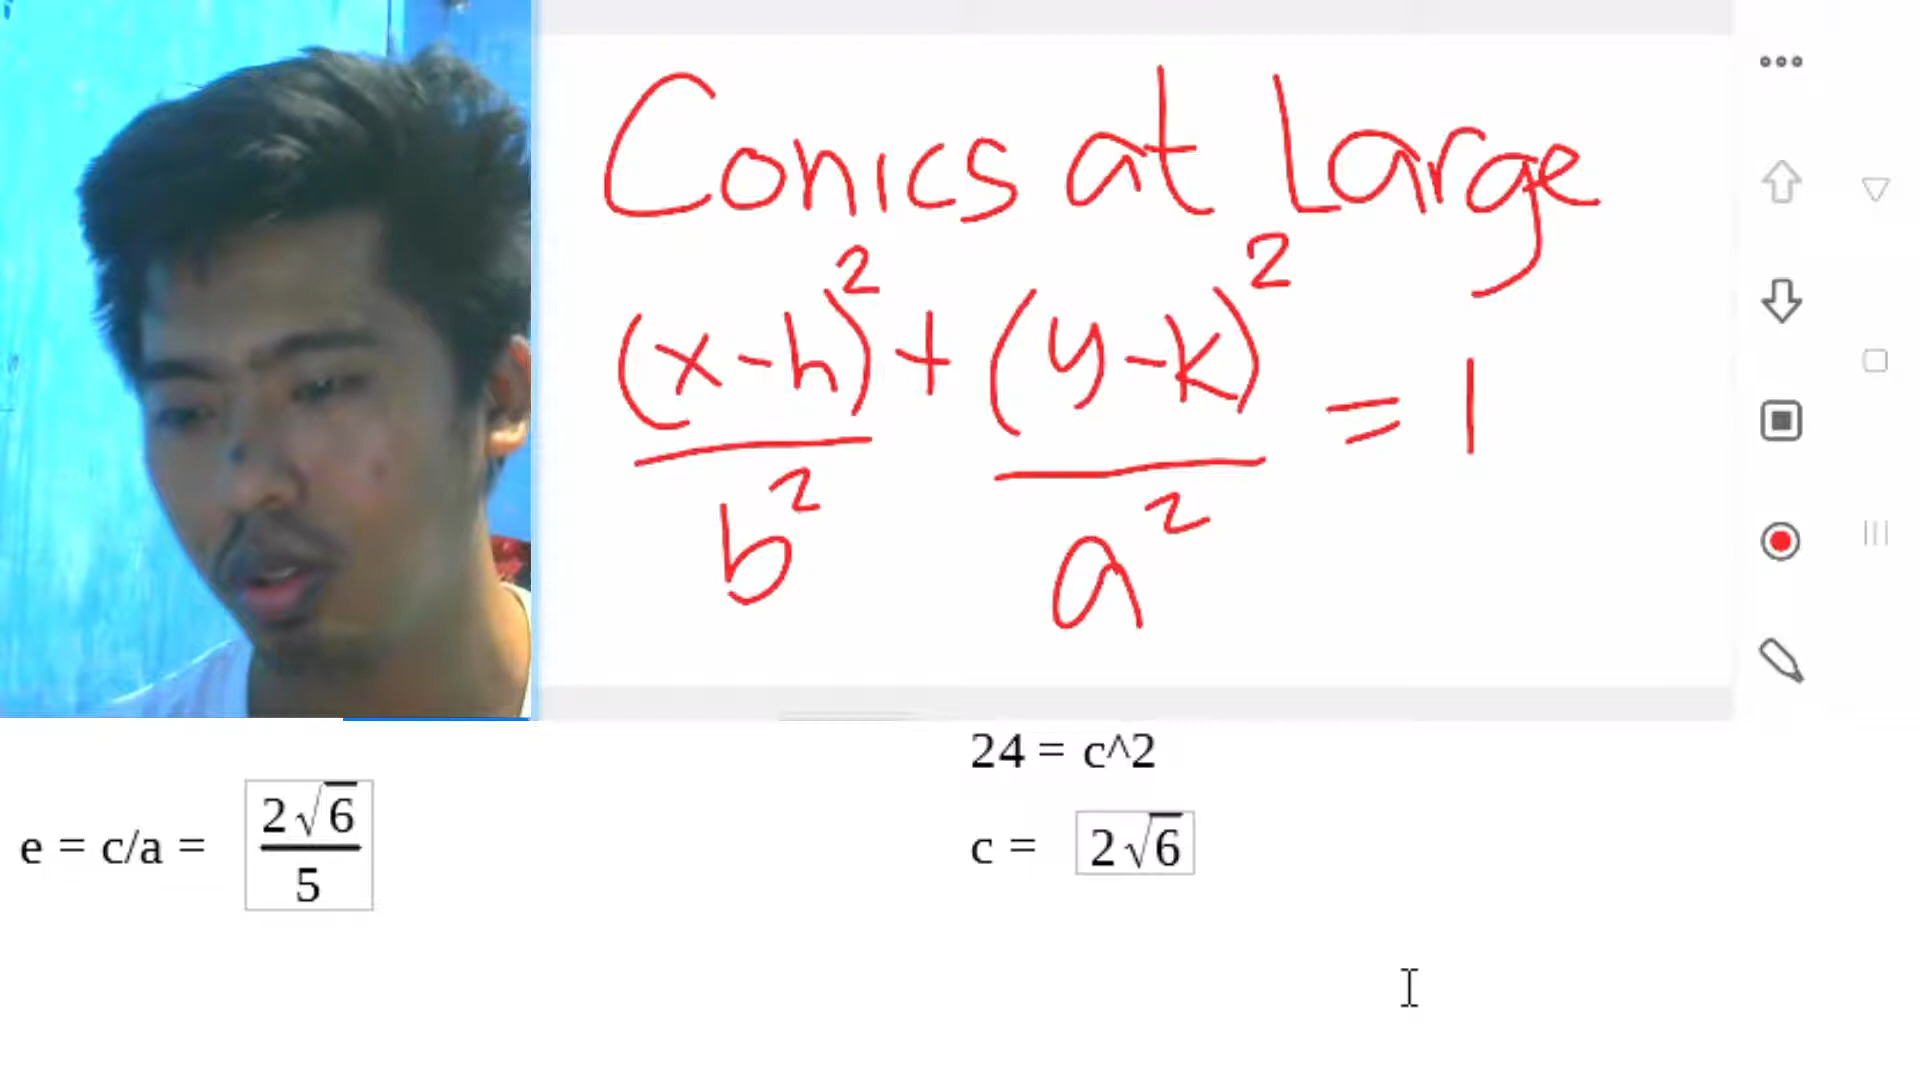 Conics at Large
(x-h)^2/b^2 + (y-k)^2/a^2 = 1
24 = c^2
e = c/a = 2√6/5
c = 2√6